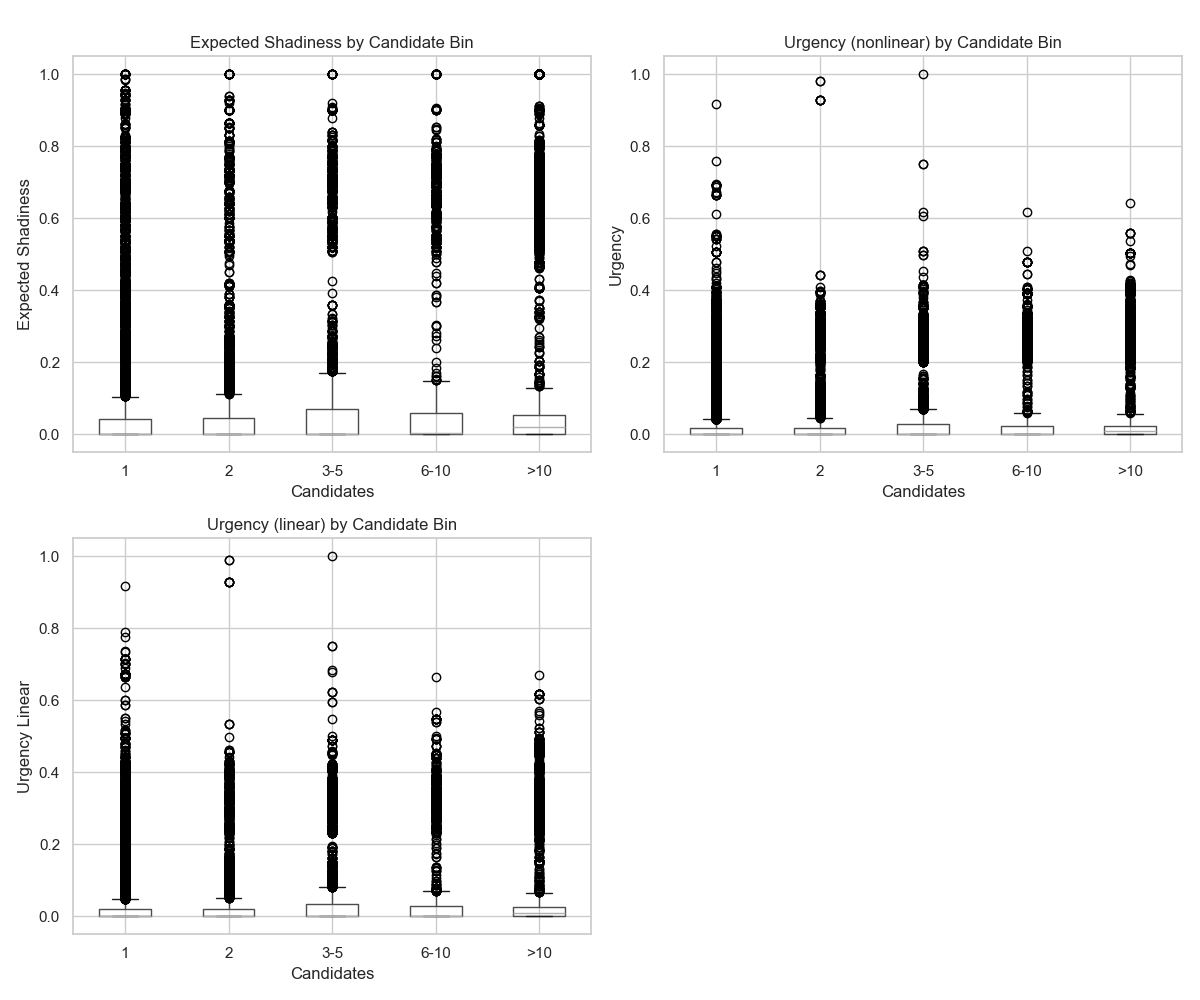 Expected Shadiness by Candidate Bin
1.0
0.8
0.6
0.4
0.2
0.0
Expected Shadiness
1 2 3-5 6-10 >10
Candidates
Urgency (nonlinear) by Candidate Bin
1.0
0.8
0.6
0.4
0.2
0.0
Urgency
1 2 3-5 6-10 >10
Candidates
Urgency (linear) by Candidate Bin
1.0
0.8
0.6
0.4
0.2
0.0
Urgency Linear
1 2 3-5 6-10 >10
Candidates